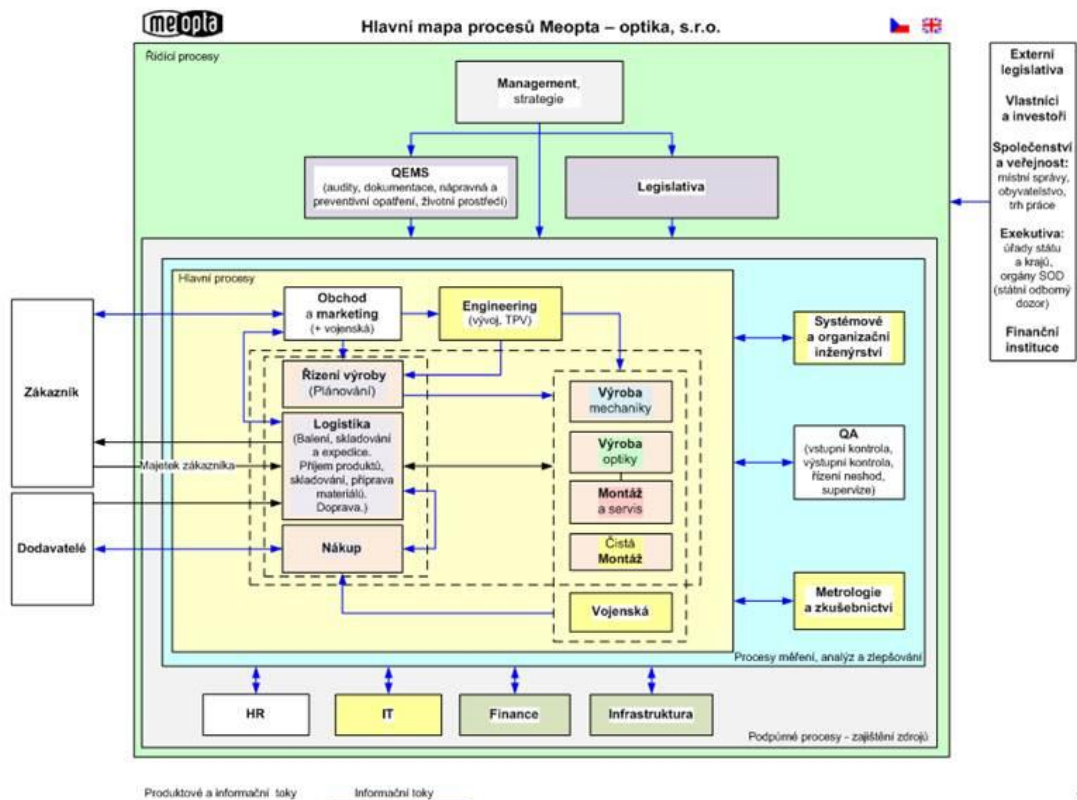 meopta
Hlavní mapa procesů Meopta – optika, s.r.o.
Řídící procesy
Management,
strategie
QEMS
(audity, dokumentace, nápravná a
preventivní opatření, životní prostředí)
Legislativa
Externí
legislativa
Vlastníci
a investoři
Společenství
a veřejnost:
místní správy,
obyvatelstvo,
trh práce
Exekutiva:
úřady státu
a krajů,
orgány SOD
(státní odborný
dozor)
Finanční
instituce
Hlavní procesy
Obchod
a marketing
(+ vojenská)
Engineering
(vývoj, TPV)
Řízení výroby
(Plánování)
Logistika
(Balení, skladování
a expedice.
Příjem produktů,
skladování, příprava
materiálů.
Doprava.)
Nákup
Výroba
mechaniky
Výroba
optiky
Montáž
a servis
Čistá
Montáž
Vojenská
Zákazník
Majetek zákazníka
Dodavatelé
Systémové
a organizační
inženýrství
QA
(vstupní kontrola,
výstupní kontrola,
řízení neshod,
supervize)
Metrologie
a zkušebnictví
Procesy měření, analýz a zlepšování
HR
IT
Finance
Infrastruktura
Podpůrné procesy - zajištění zdrojů
Produktové a informační toky
Informační toky